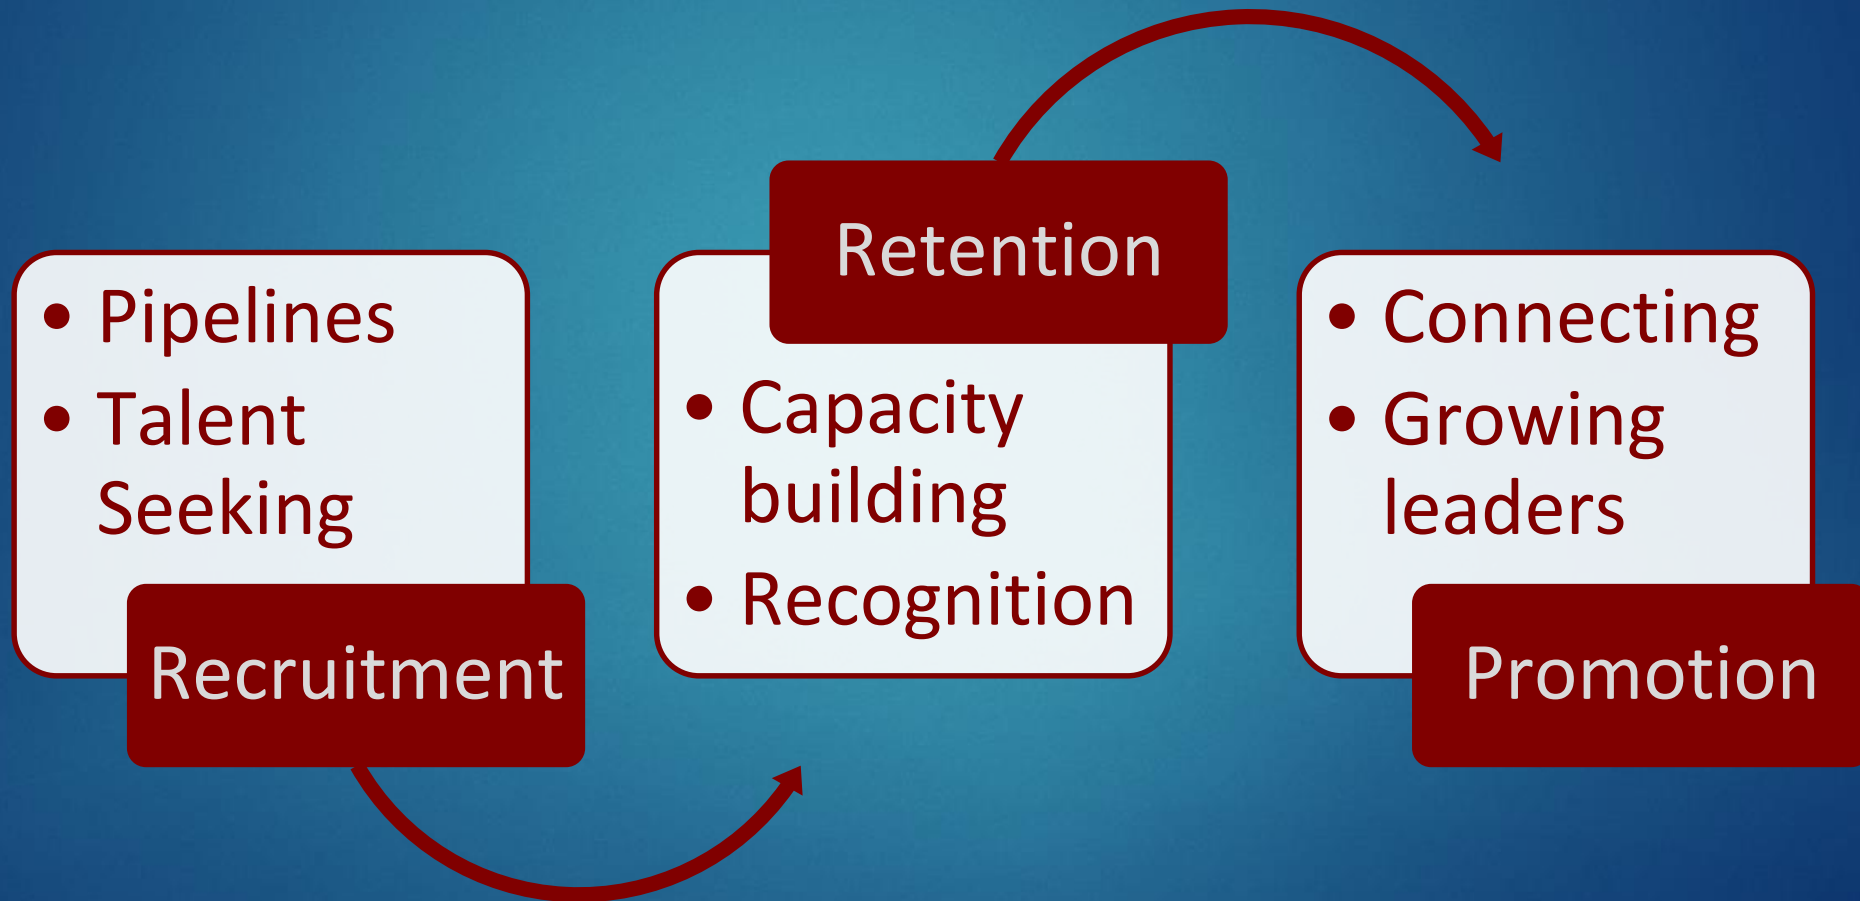 • Pipelines
• Talent
Seeking
Recruitment
Retention
• Capacity
building
• Recognition
• Connecting
• Growing
leaders
Promotion